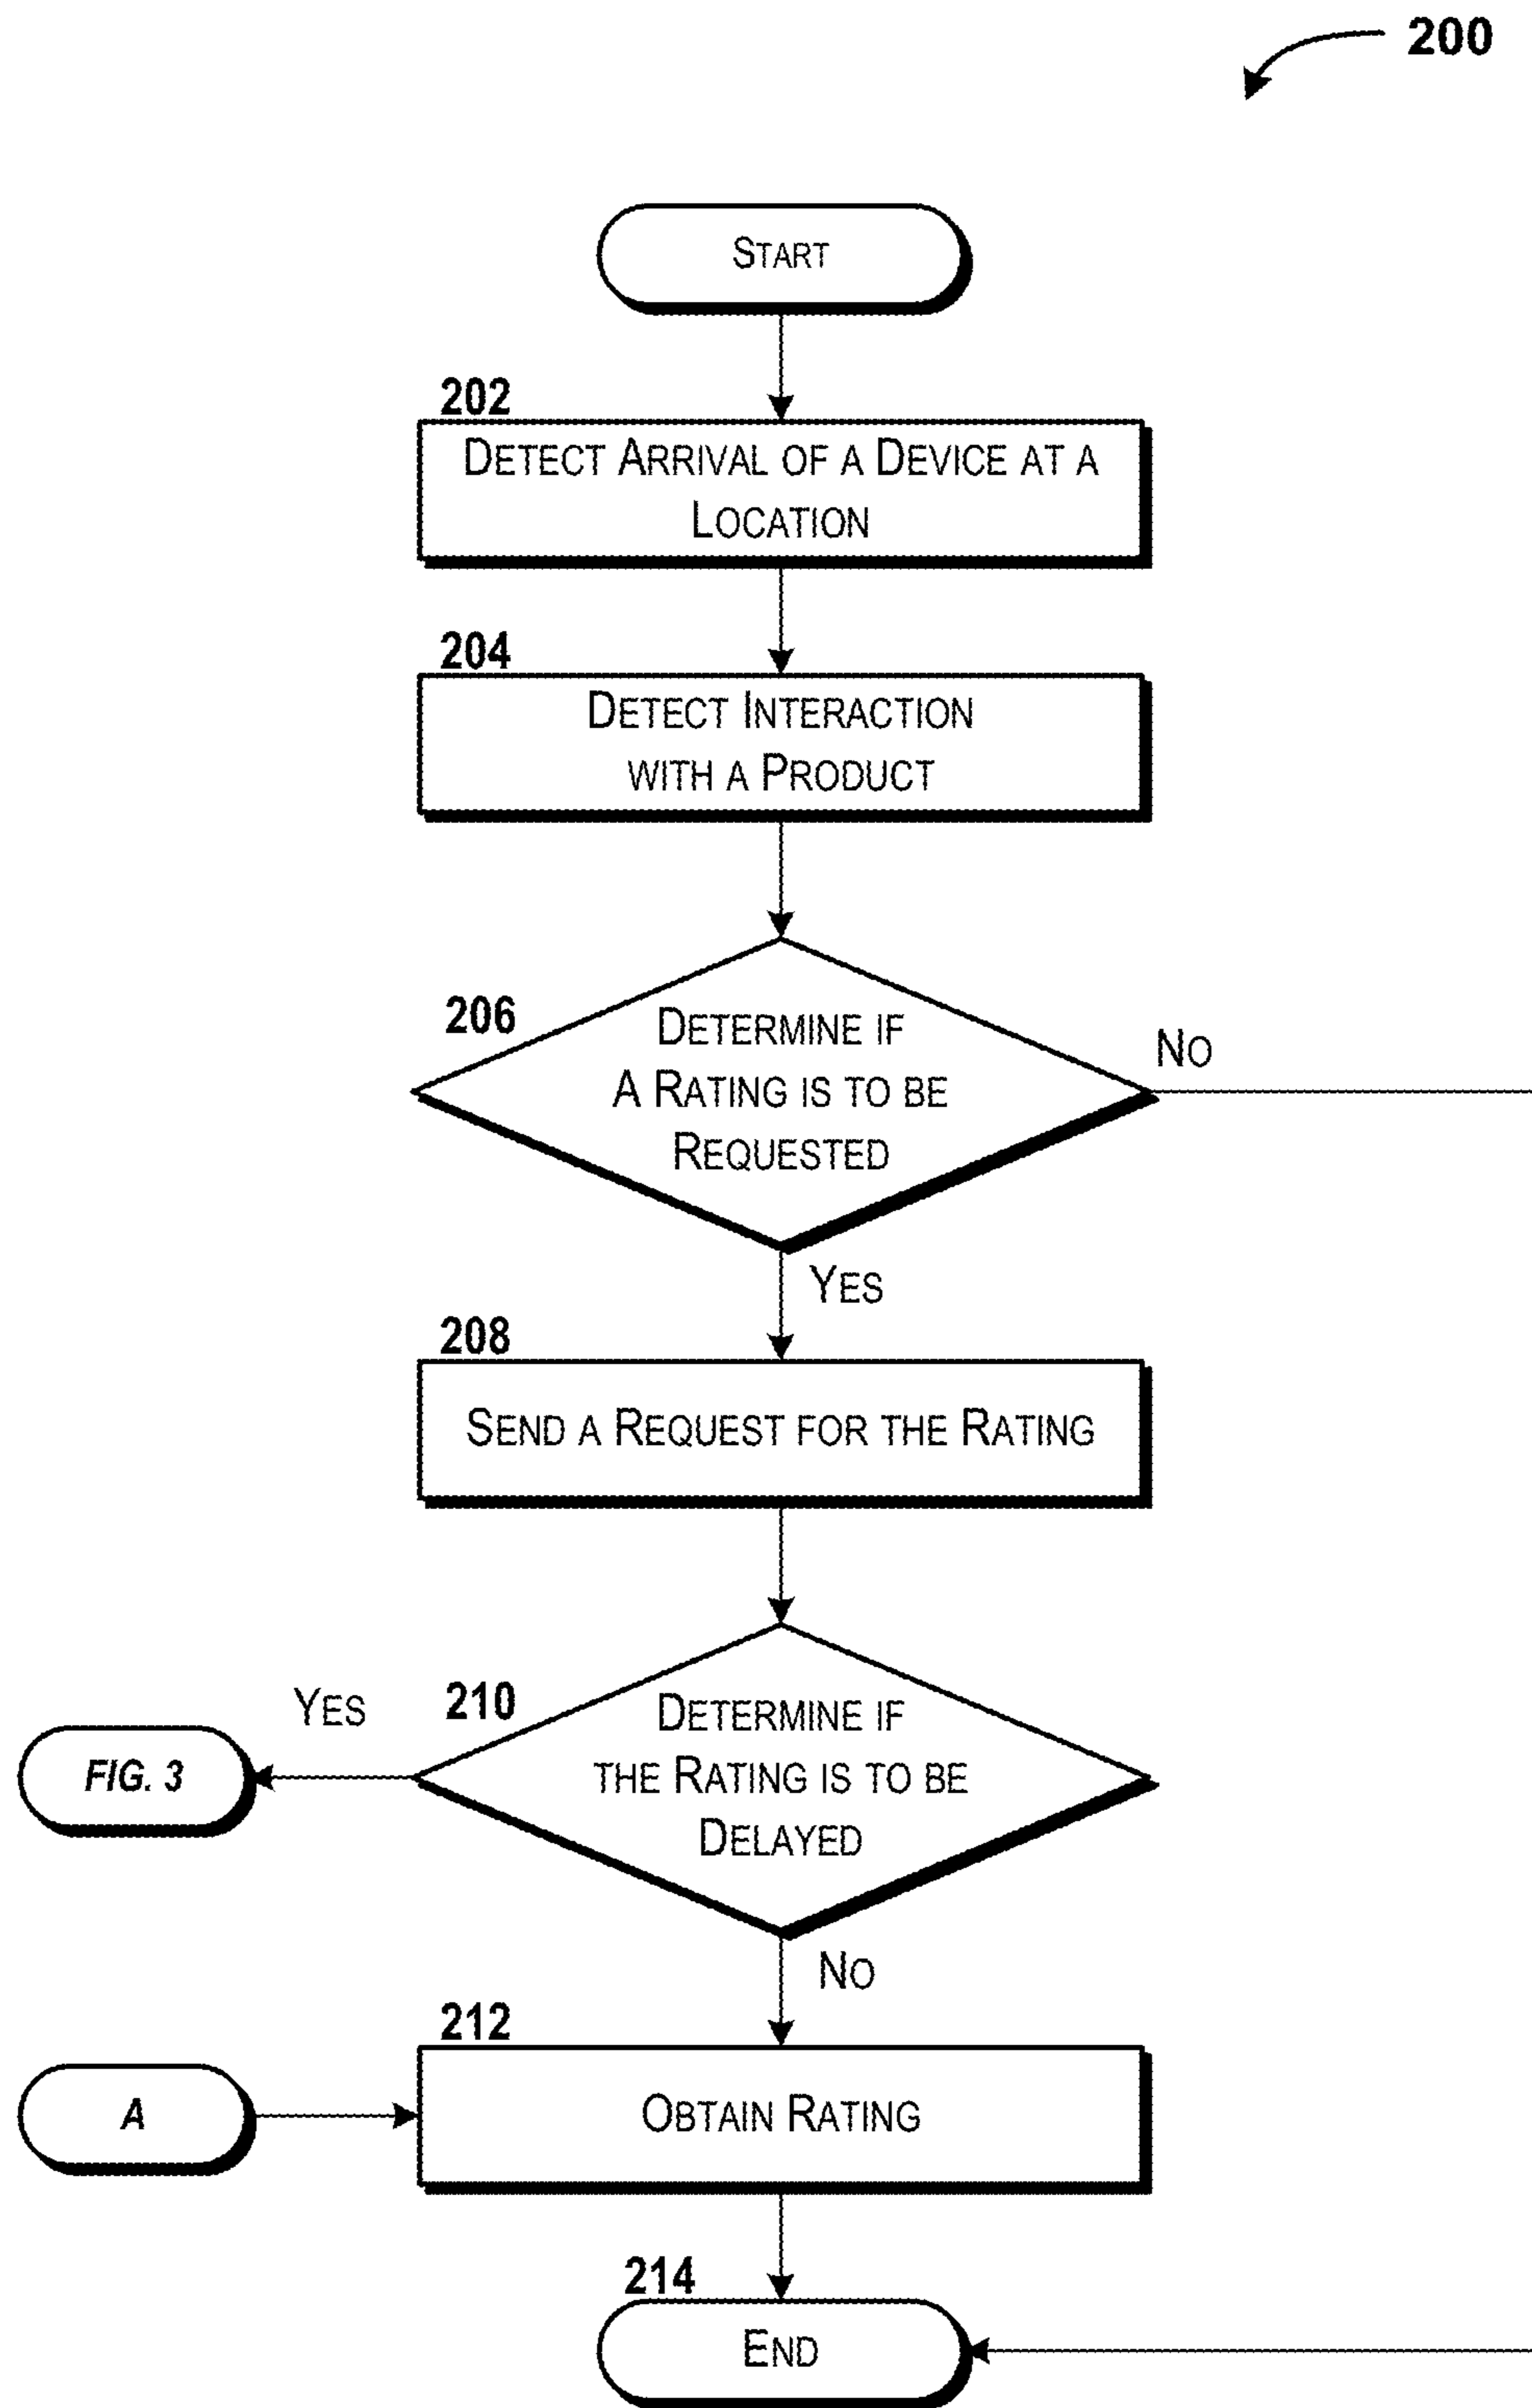 200
START
202
DETECT ARRIVAL OF A DEVICE AT A
LOCATION
204
DETECT INTERACTION
WITH A PRODUCT
206
DETERMINE IF
A RATING IS TO BE
REQUESTED
NO
YES
208
SEND A REQUEST FOR THE RATING
210
DETERMINE IF
THE RATING IS TO BE
DELAYED
YES
FIG. 3
NO
212
OBTAIN RATING
A
214
END